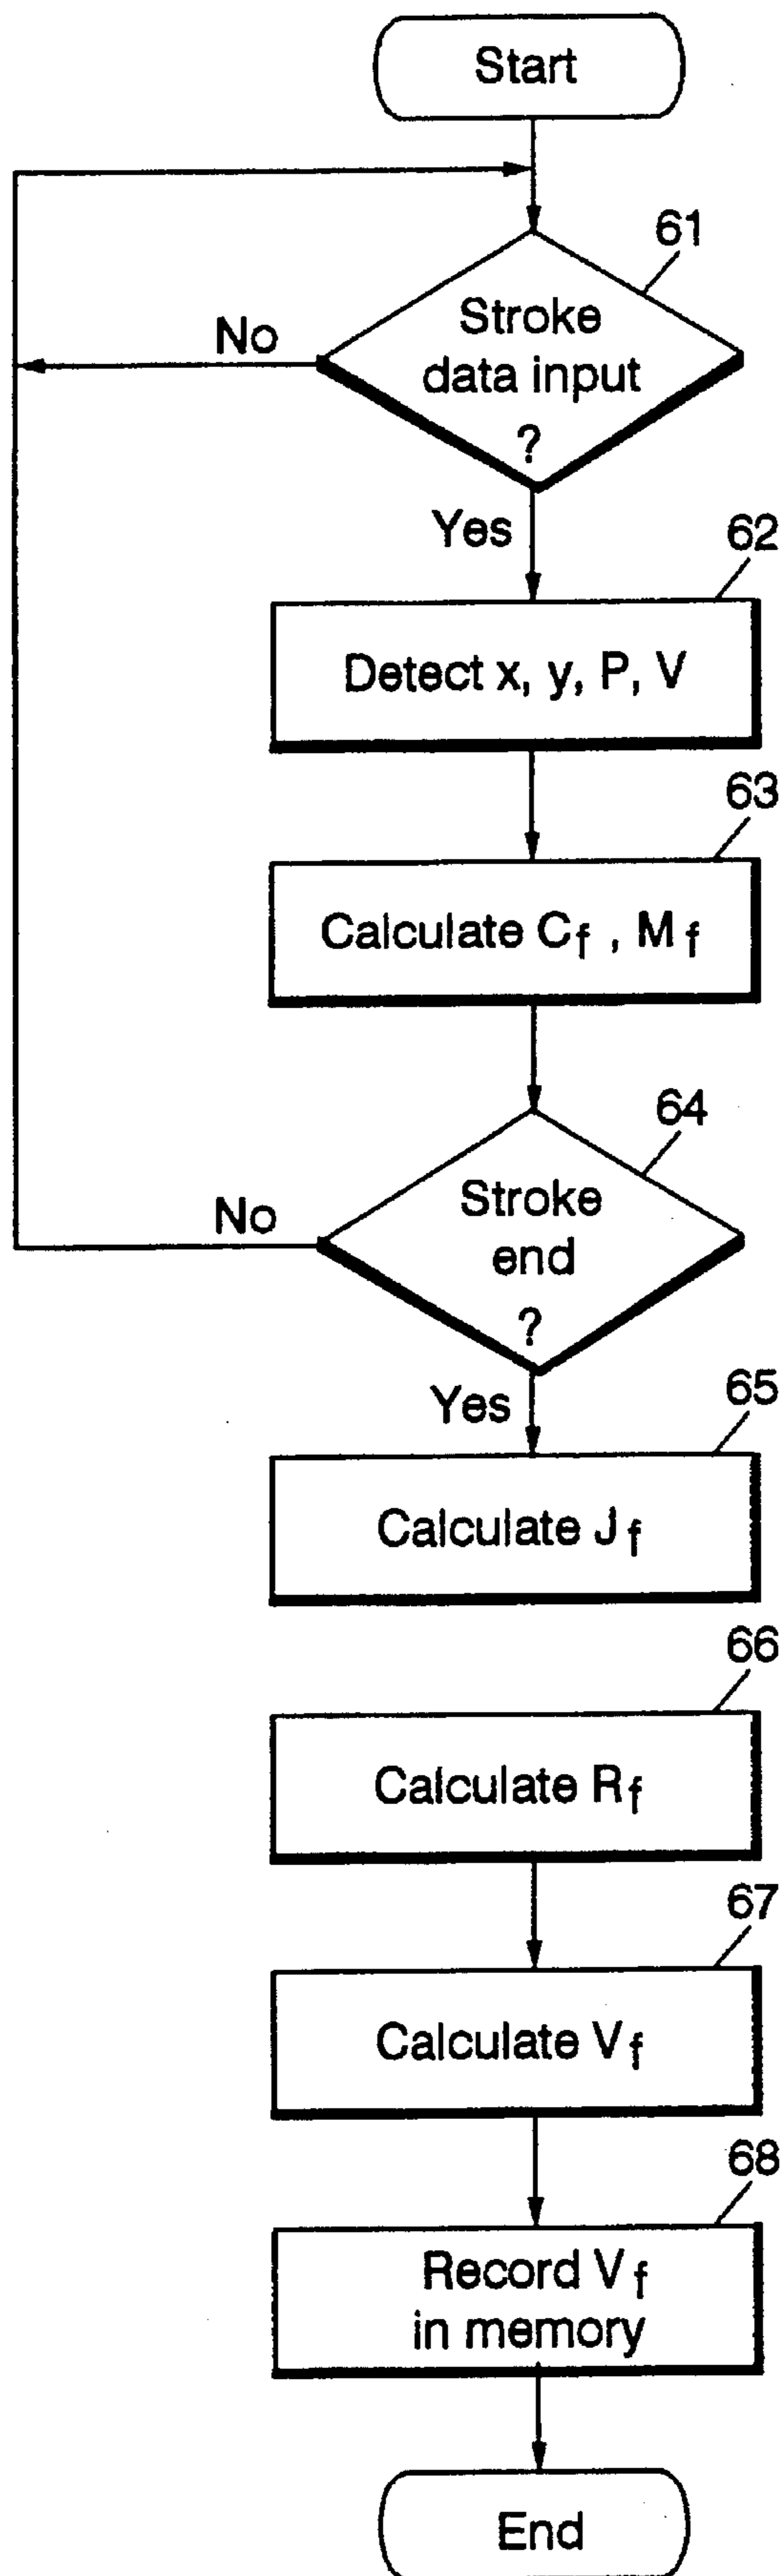 Start
61
Stroke
data input
?
No
Yes
62
Detect x, y, P, V
63
Calculate Cf , Mf
64
Stroke
end
?
No
Yes
65
Calculate Jf
66
Calculate Rf
67
Calculate Vf
68
Record Vf
in memory
End